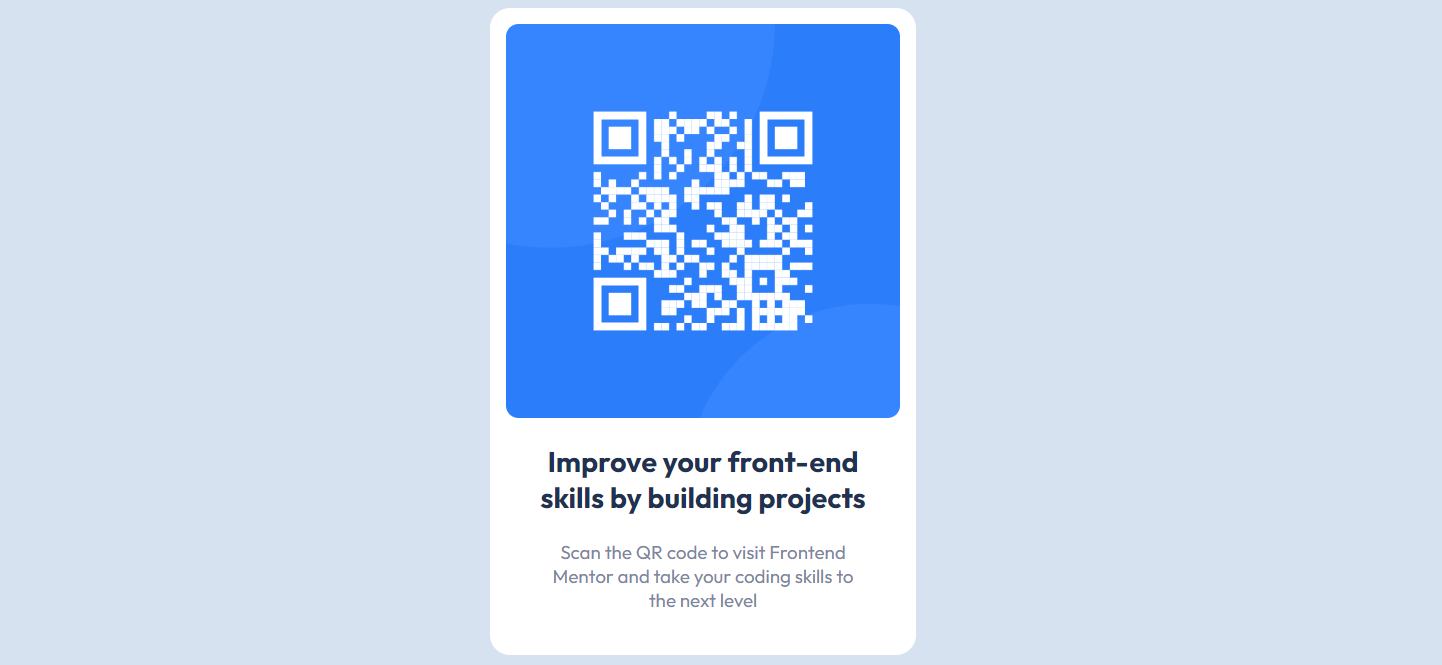 Improve your front-end
skills by building projects
Scan the QR code to visit Frontend
Mentor and take your coding skills to
the next level